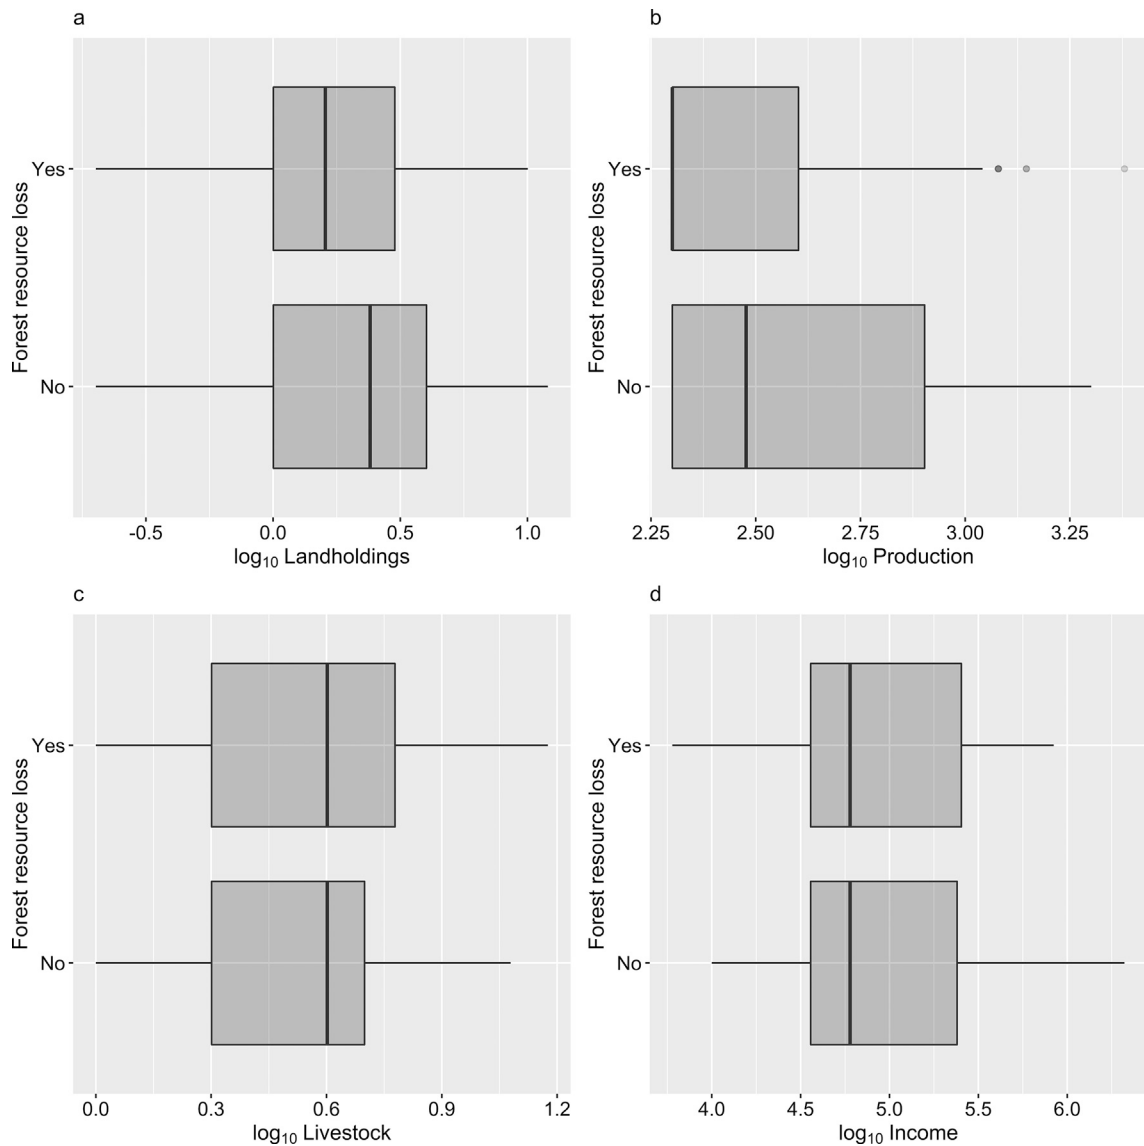 a
Forest resource loss
Yes
No
-0.5 0.0 0.5 1.0
log₁₀ Landholdings
b
Forest resource loss
Yes
No
2.25 2.50 2.75 3.00 3.25
log₁₀ Production
c
Forest resource loss
Yes
No
0.0 0.3 0.6 0.9 1.2
log₁₀ Livestock
d
Forest resource loss
Yes
No
4.0 4.5 5.0 5.5 6.0
log₁₀ Income